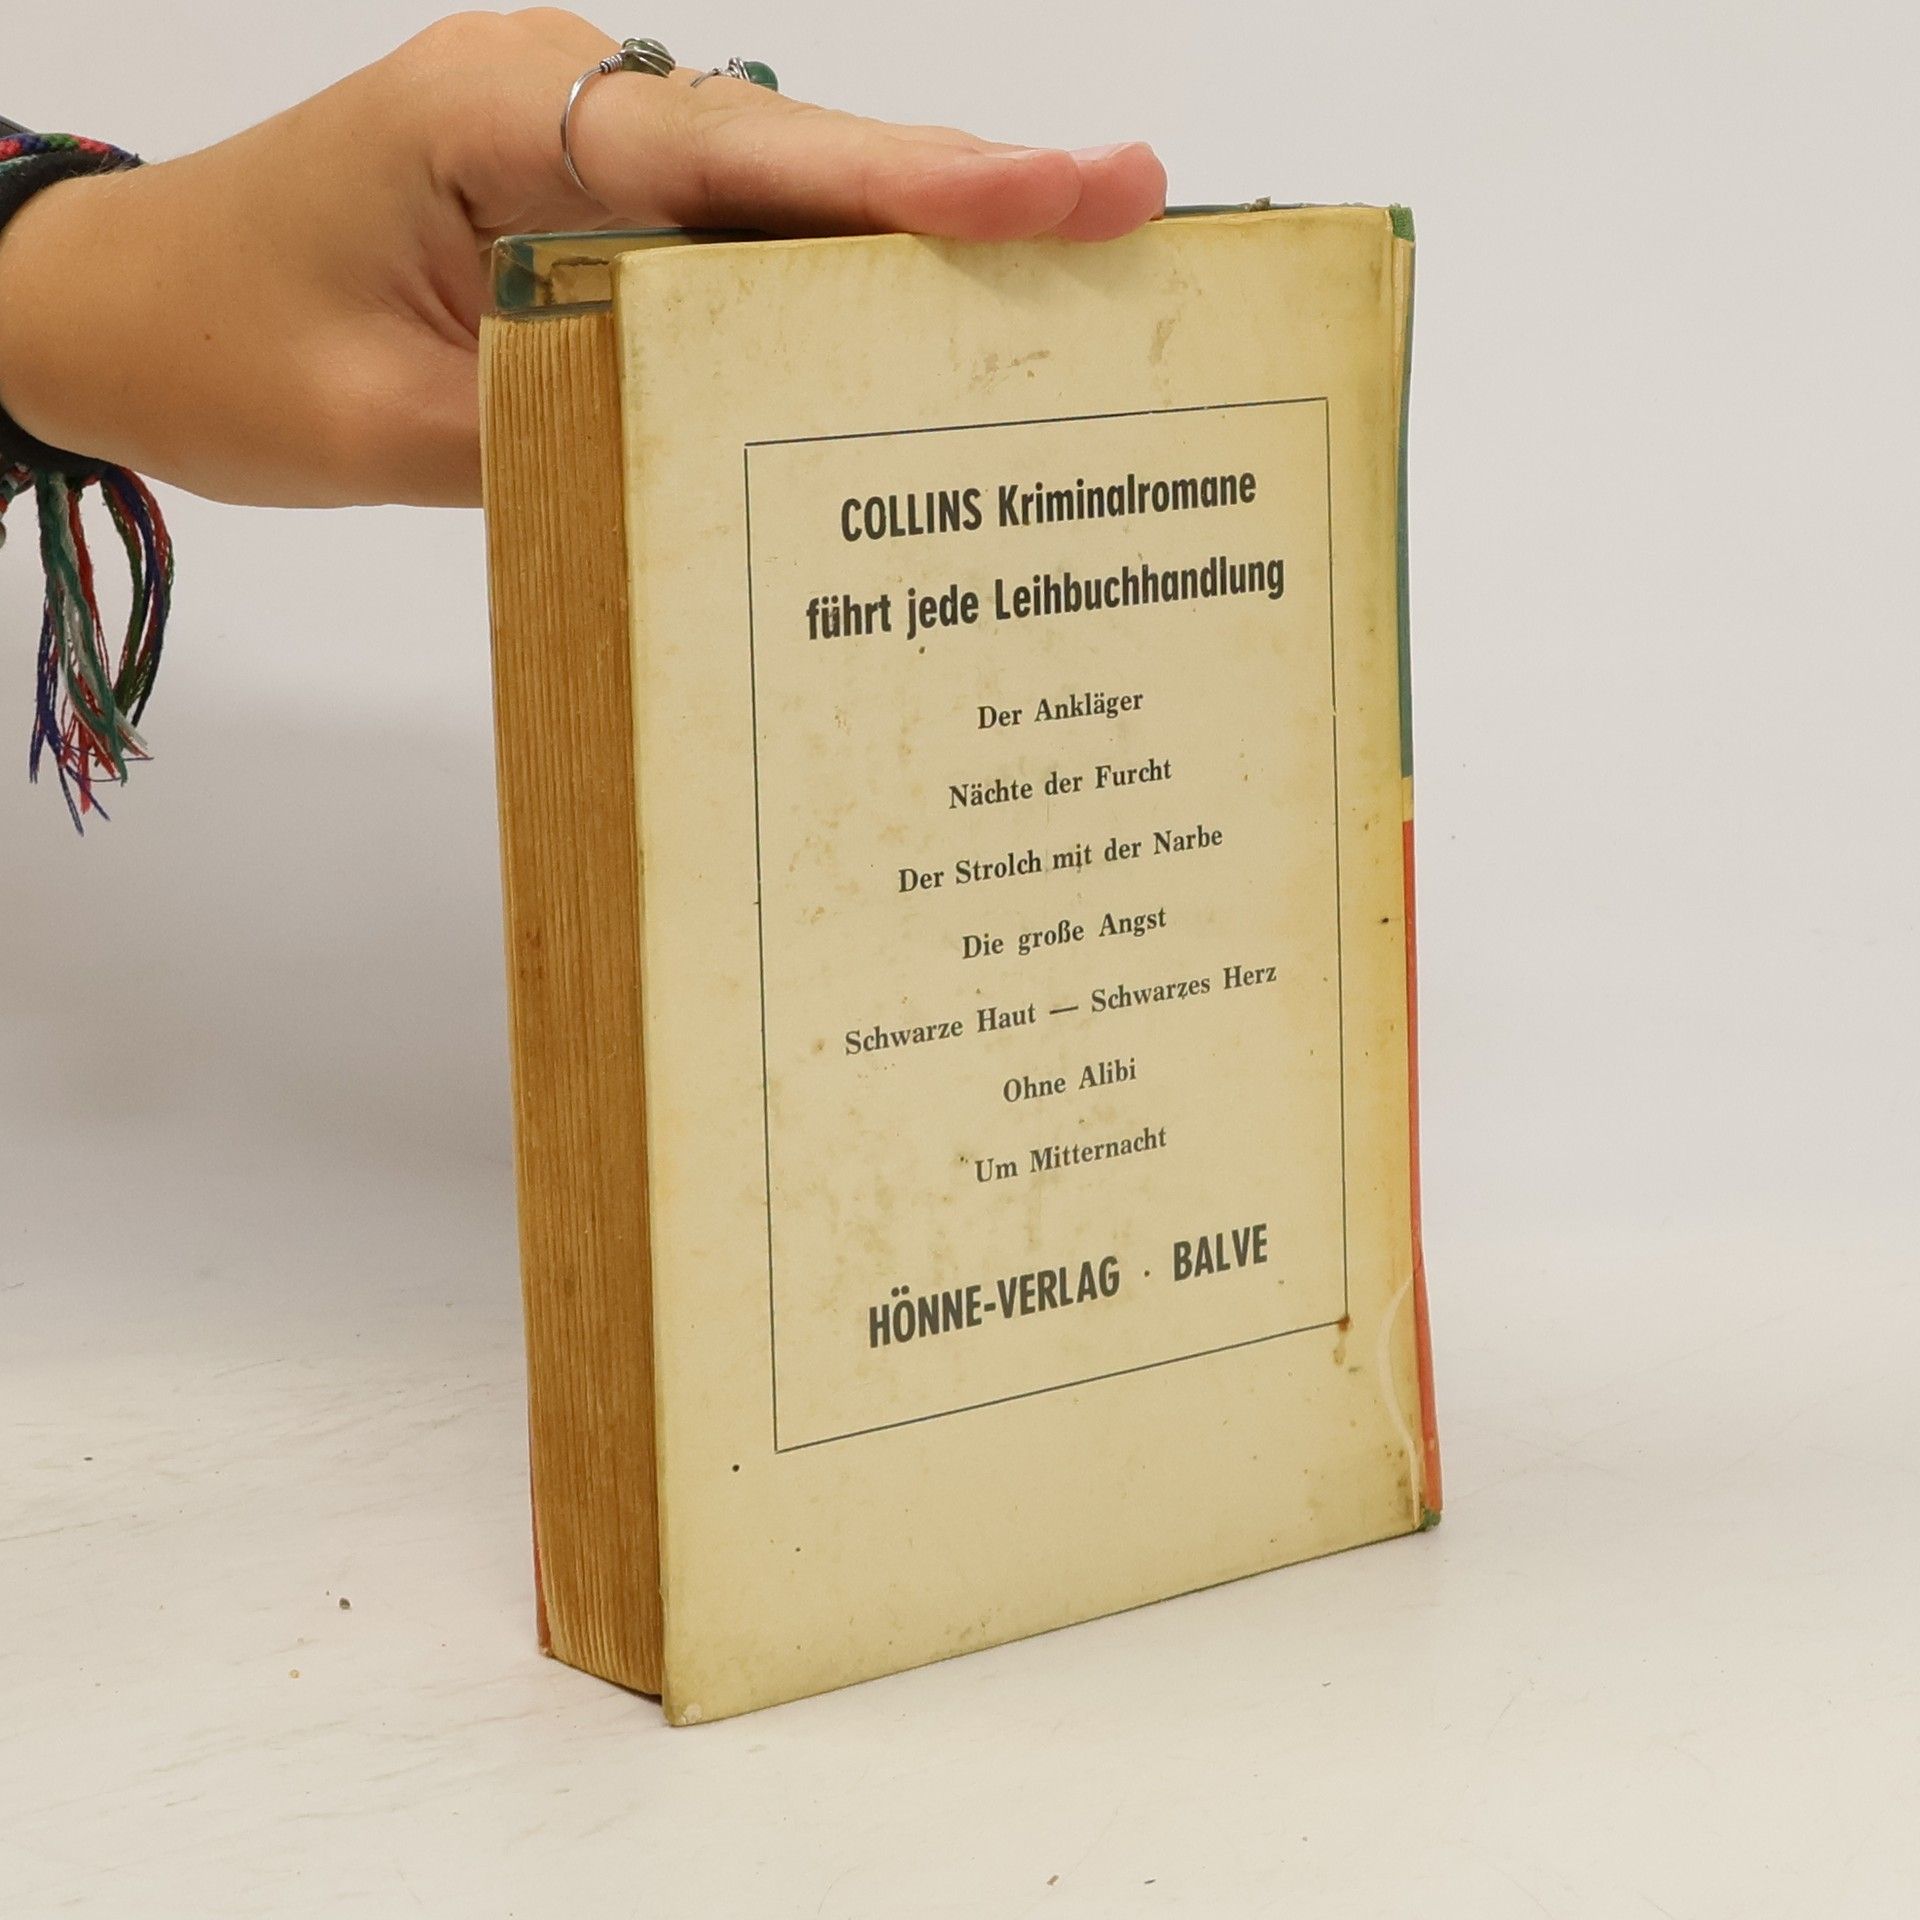 COLLINS Kriminalromane
führt jede Leihbuchhandlung
Der Ankläger
Nächte der Furcht
Der Strolch mit der Narbe
Die große Angst
Schwarze Haut — Schwarzes Herz
Ohne Alibi
Um Mitternacht
HÖNNE-VERLAG · BALVE